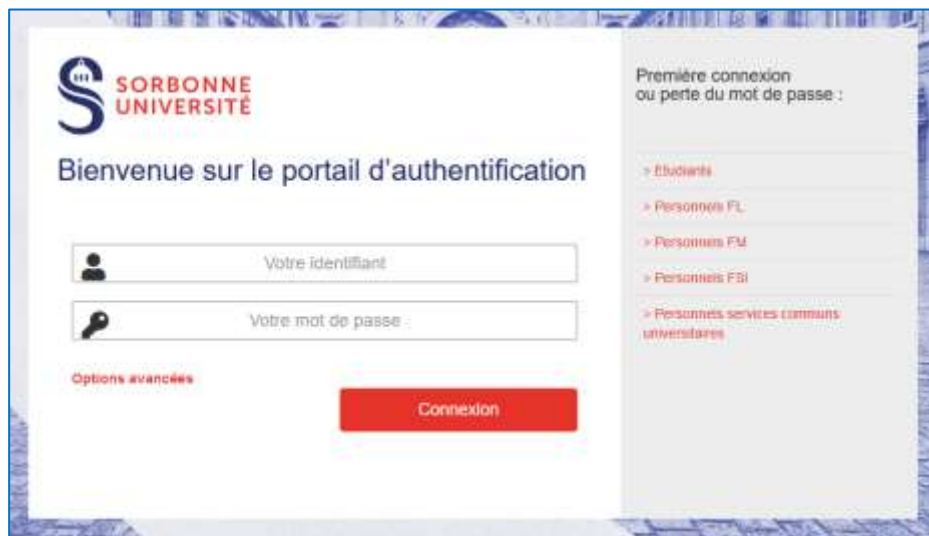 SORBONNE
UNIVERSITÉ
Bienvenue sur le portail d'authentification
Votre identifiant
Votre mot de passe :
Options avancées
Connexion
Première connexion
ou perte du mot de passe :
> Etudiants
> Personnels FL
> Personnels FM
> Personnels FSI
> Personnels services communs
universitaires